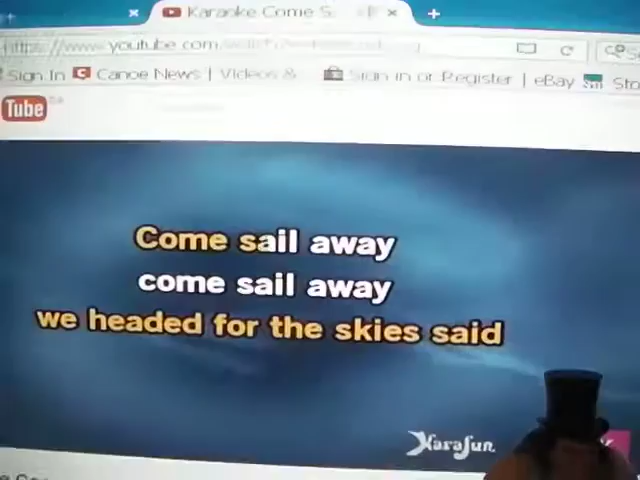 Karaoke Come S
https://www.youtube.com
Sign In Canoe News | Videos & Sign in or Register | eBay Sto
Tube
Come sail away
come sail away
we headed for the skies said
KaraFun